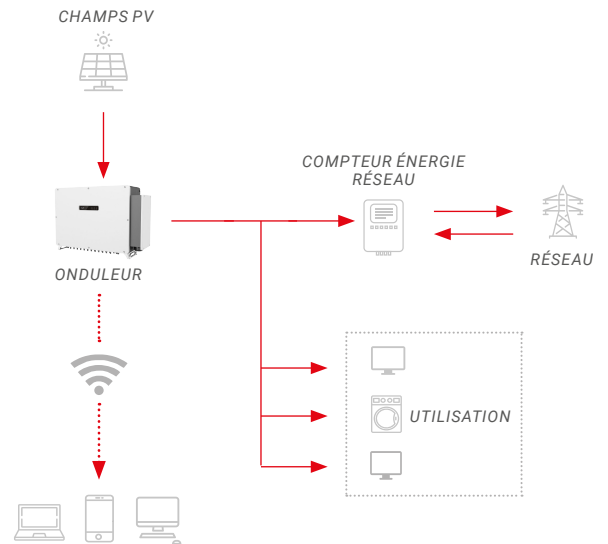 CHAMPS PV
COMPTEUR ÉNERGIE
RÉSEAU
RÉSEAU
ONDULEUR
UTILISATION